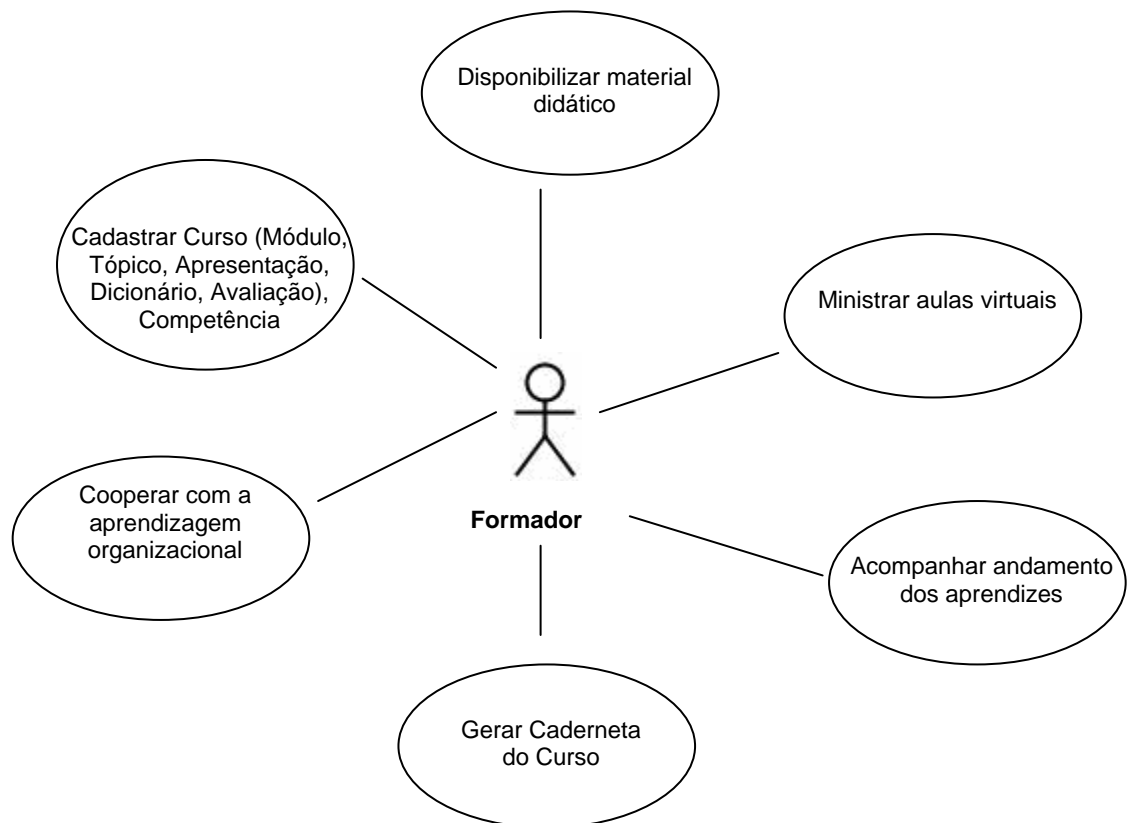 Disponibilizar material
didático
Cadastrar Curso (Módulo,
Tópico, Apresentação,
Dicionário, Avaliação),
Competência
Ministrar aulas virtuais
Cooperar com a
aprendizagem
organizacional
Formador
Acompanhar andamento
dos aprendizes
Gerar Caderneta
do Curso